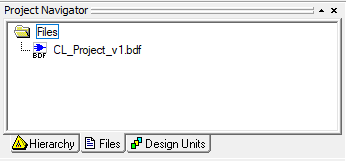 Project Navigator
Files
BDF CL_Project_v1.bdf
Hierarchy Files Design Units